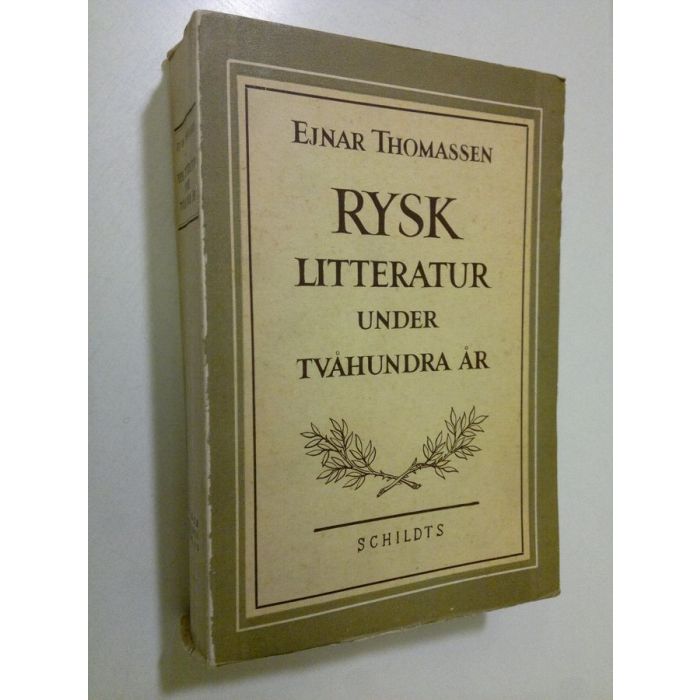 EJNAR THOMASSEN
RYSK
LITTERATUR
UNDER
TVÅHUNDRA ÅR
SCHILDTS